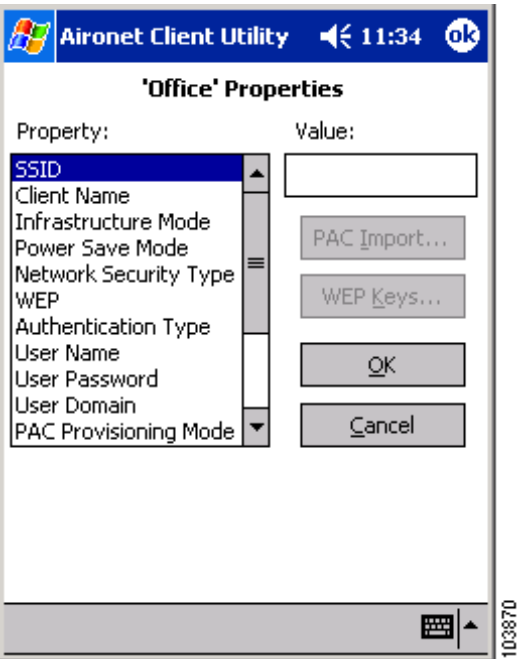 Aironet Client Utility 11:34 ok
'Office' Properties
Property: Value:
SSID
Client Name
Infrastructure Mode
Power Save Mode
Network Security Type
WEP
Authentication Type
User Name
User Password
User Domain
PAC Provisioning Mode
PAC Import...
WEP Keys...
OK
Cancel
103870